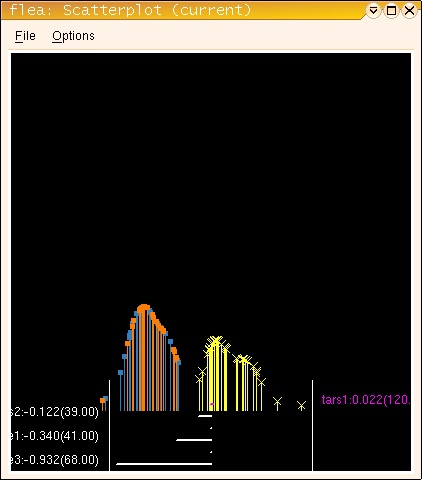 flea: Scatterplot (current)
File Options
tars1:0.022(120.
s2:-0.122(39.00)
e1:-0.340(41.00)
e3:-0.932(68.00)